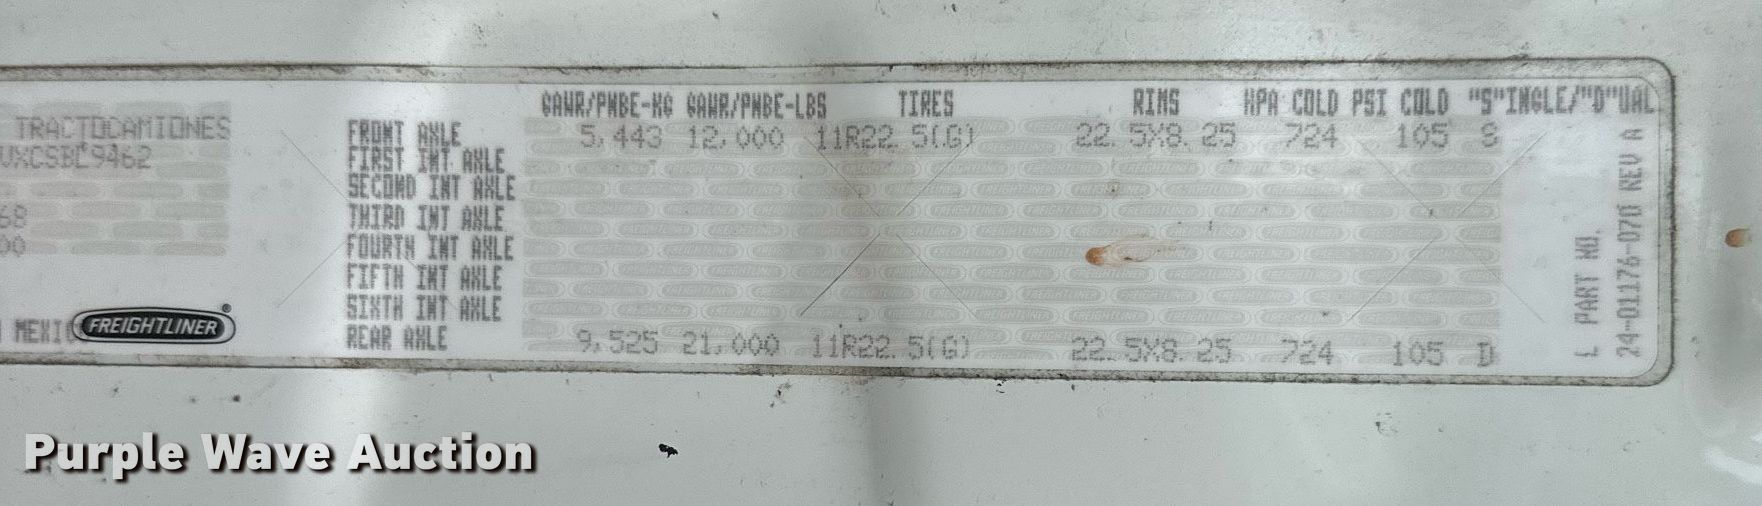 GAWR/PNBE-KG GAWR/PNBE-LBS TIRES RIMS KPA COLD PSI COLD "S"INGLE/"D"UAL
TRACTOCAMIONES
FRONT AXLE 5,443 12,000 11R22.5(G) 22.5X8.25 724 105 S
FIRST INT AXLE
SECOND INT AXLE
THIRD INT AXLE
FOURTH INT AXLE
FIFTH INT AXLE
SIXTH INT AXLE
REAR AXLE 9,525 21,000 11R22.5(G) 22.5X8.25 724 105 D
68
00
MEXICO
FREIGHTLINER®
PART NO.
24-01176-070 REV A
Purple Wave Auction